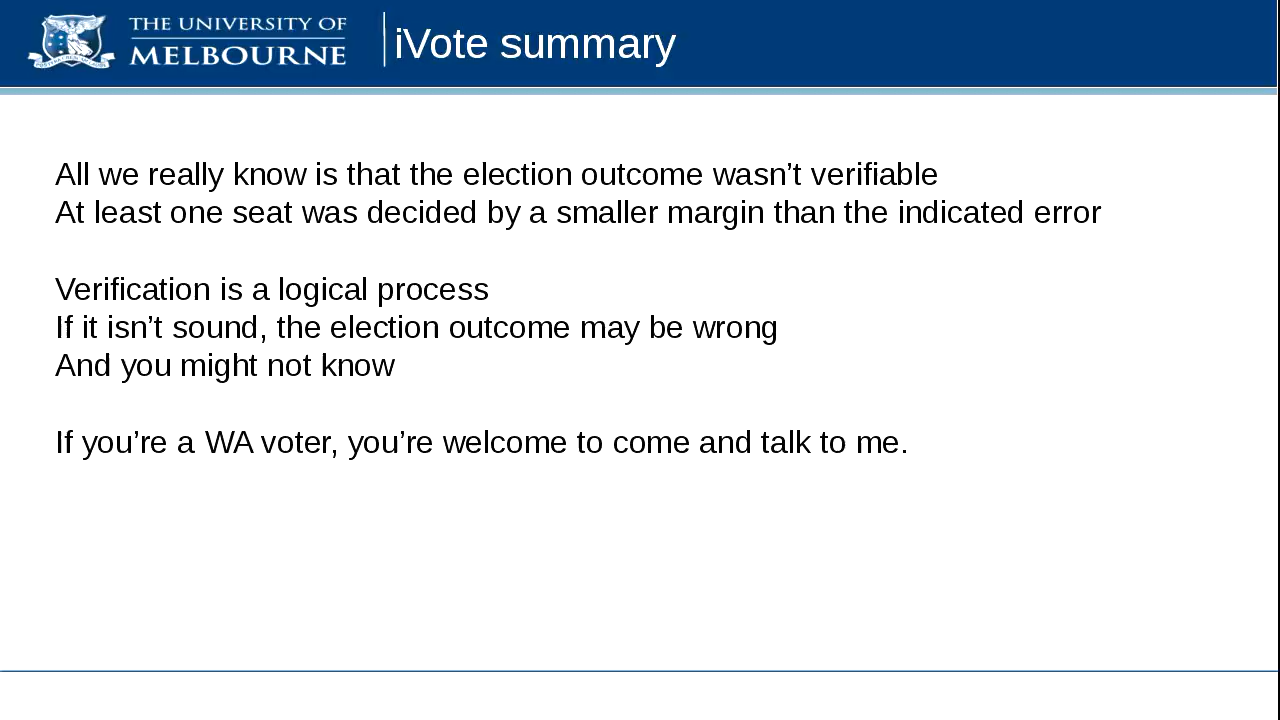 THE UNIVERSITY OF
MELBOURNE
iVote summary
All we really know is that the election outcome wasn’t verifiable
At least one seat was decided by a smaller margin than the indicated error
Verification is a logical process
If it isn’t sound, the election outcome may be wrong
And you might not know
If you’re a WA voter, you’re welcome to come and talk to me.